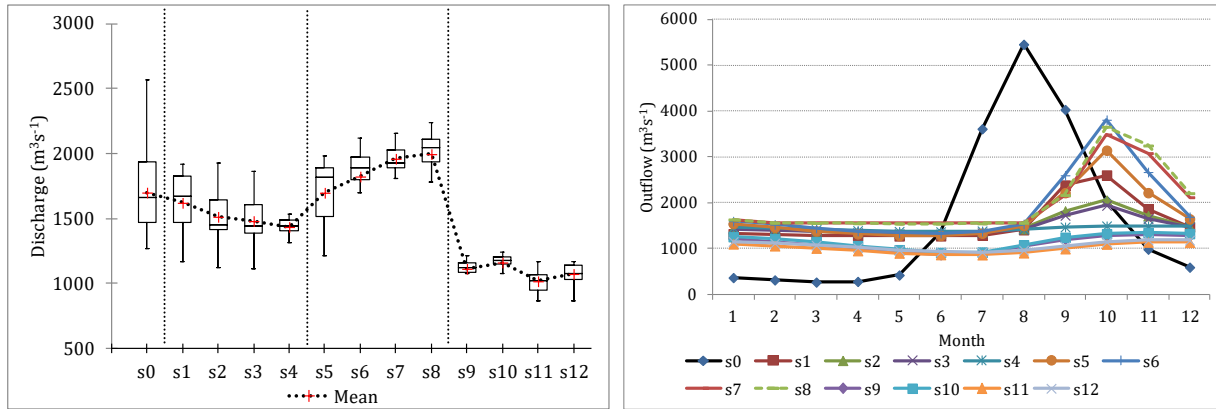 Discharge (m³s⁻¹)
3000
2500
2000
1500
1000
500
s0 s1 s2 s3 s4 s5 s6 s7 s8 s9 s10 s11 s12
Mean
Outflow (m³s⁻¹)
6000
5000
4000
3000
2000
1000
0
1 2 3 4 5 6 7 8 9 10 11 12
Month
s0 s1 s2 s3 s4 s5 s6
s7 s8 s9 s10 s11 s12